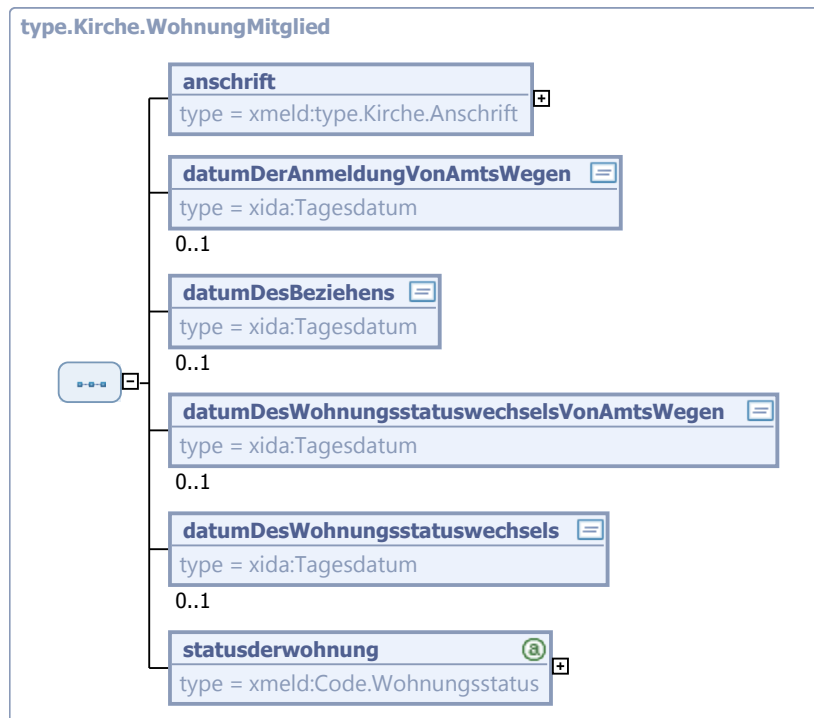 type.Kirche.WohnungMitglied
anschrift
type = xmeld:type.Kirche.Anschrift
datumDerAnmeldungVonAmtsWegen
type = xida:Tagesdatum
0..1
datumDesBeziehens
type = xida:Tagesdatum
0..1
datumDesWohnungsstatuswechselsVonAmtsWegen
type = xida:Tagesdatum
0..1
datumDesWohnungsstatuswechsels
type = xida:Tagesdatum
0..1
statusderwohnung a
type = xmeld:Code.Wohnungsstatus